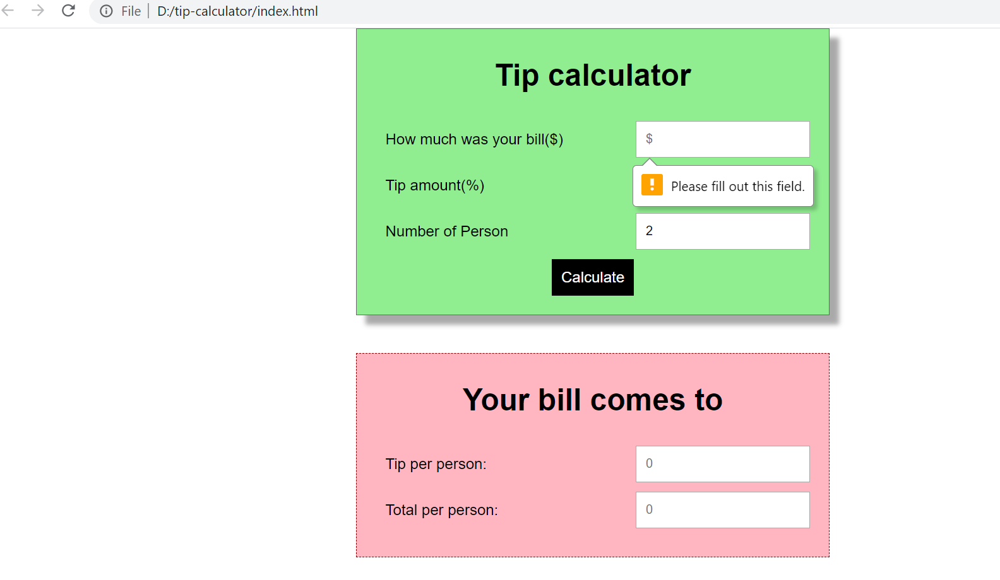 File D:/tip-calculator/index.html
Tip calculator
How much was your bill($) $
Tip amount(%) Please fill out this field.
Number of Person 2
Calculate
Your bill comes to
Tip per person: 0
Total per person: 0